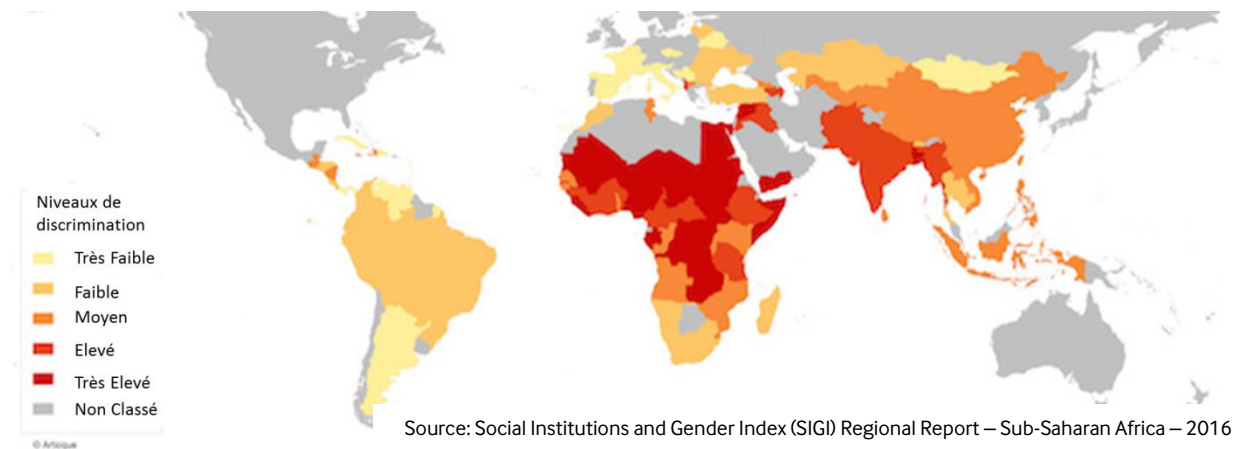 Niveaux de
discrimination
Très Faible
Faible
Moyen
Elevé
Très Elevé
Non Classé
© Articque
Source: Social Institutions and Gender Index (SIGI) Regional Report – Sub-Saharan Africa – 2016